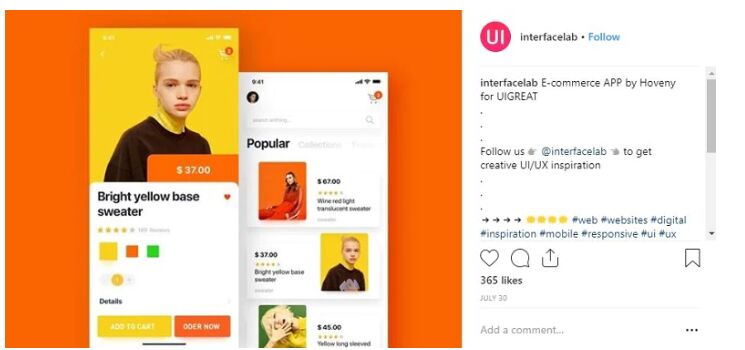 9:41
2
$ 37.00
Bright yellow base
sweater
189 Reviews
1
Details
ADD TO CART
ODER NOW
9:41
search anthing...
Popular Collections
$ 67.00
Wine red light
translucent sweater
sweater
$ 37.00
Bright yellow base
sweater
sweater
$ 45.00
Yellow long sleeved
UI
interfacelab • Follow
interfacelab E-commerce APP by Hoveny
for UIGREAT
.
.
.
Follow us 👉 @interfacelab 👈 to get
creative UI/UX inspiration
.
.
.
➔➔➔➔ #web #websites #digital
#inspiration #mobile #responsive #ui #ux
365 likes
JULY 30
Add a comment...